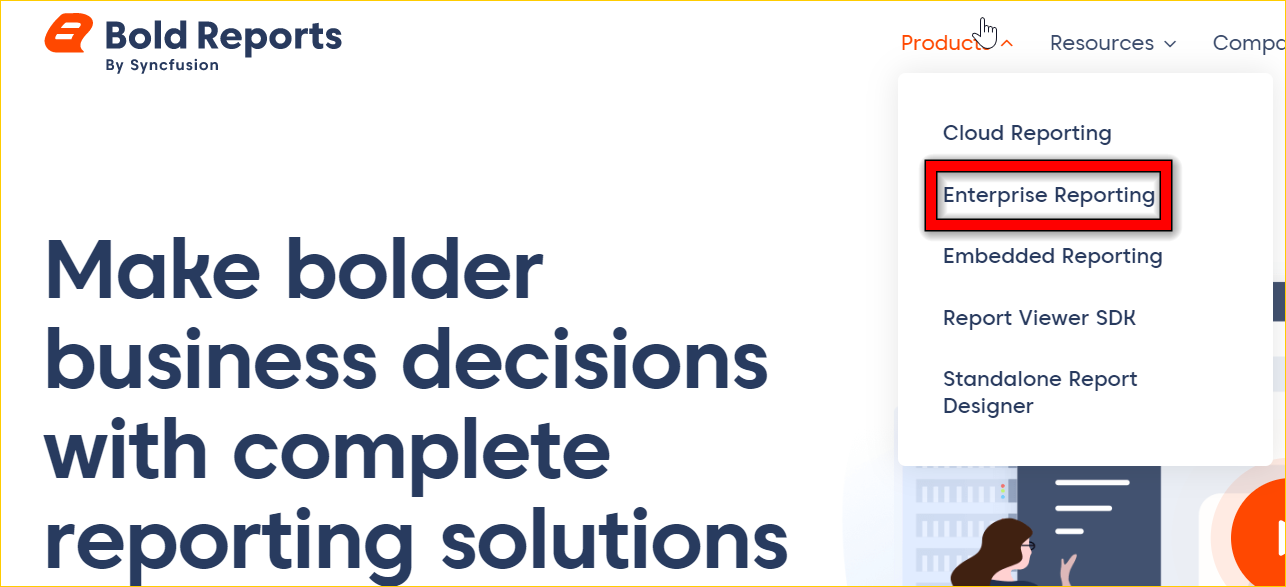 Bold Reports
By Syncfusion
Resources
Cloud Reporting
Enterprise Reporting
Embedded Reporting
Report Viewer SDK
Standalone Report
Designer
Make bolder
business decisions
with complete
reporting solutions